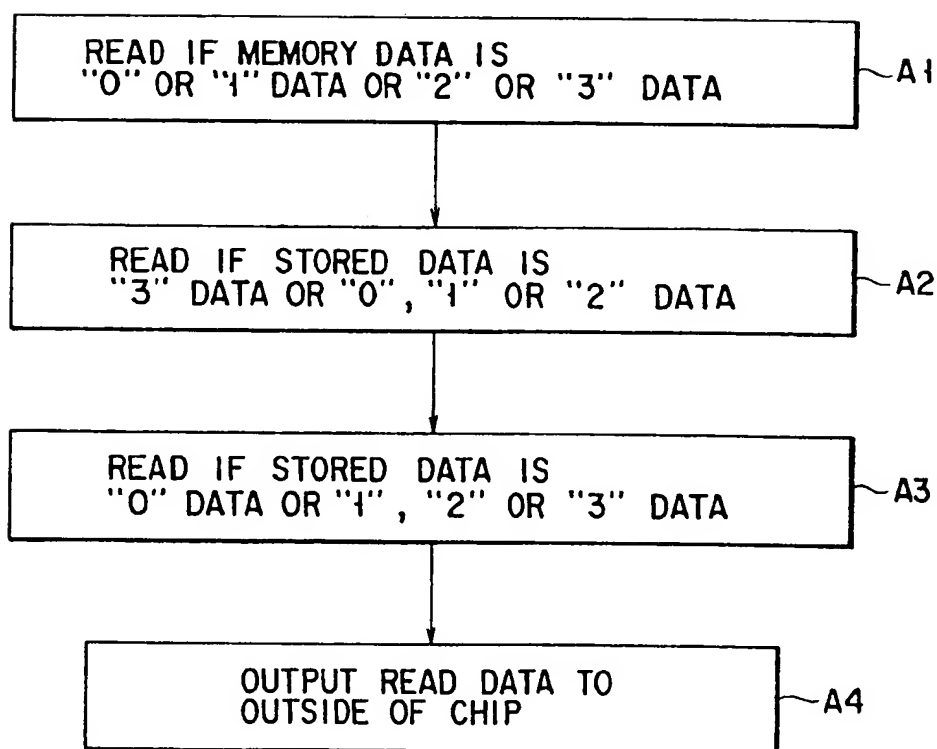 READ IF MEMORY DATA IS
"0" OR "1" DATA OR "2" OR "3" DATA
A1
READ IF STORED DATA IS
"3" DATA OR "0", "1" OR "2" DATA
A2
READ IF STORED DATA IS
"0" DATA OR "1", "2" OR "3" DATA
A3
OUTPUT READ DATA TO
OUTSIDE OF CHIP
A4